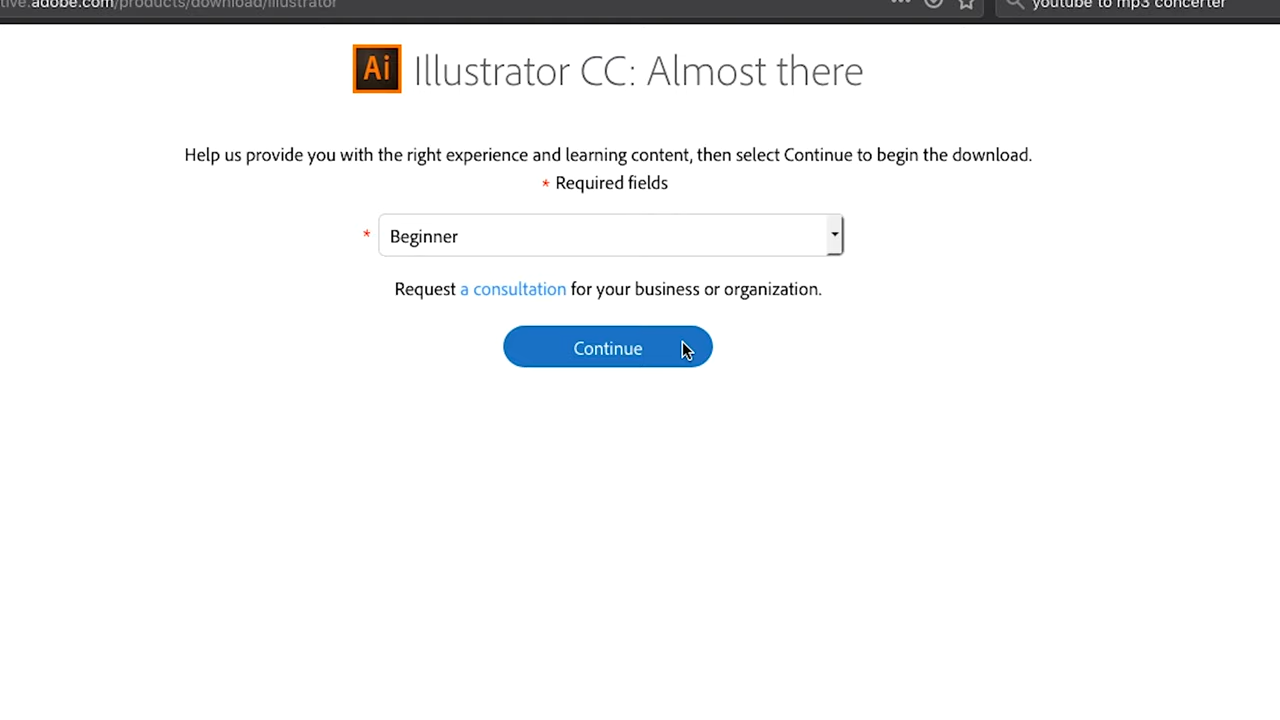 tive.adobe.com/products/download/illustrator
youtube to mp3 concerter
Ai Illustrator CC: Almost there
Help us provide you with the right experience and learning content, then select Continue to begin the download.
* Required fields
* Beginner
Request a consultation for your business or organization.
Continue